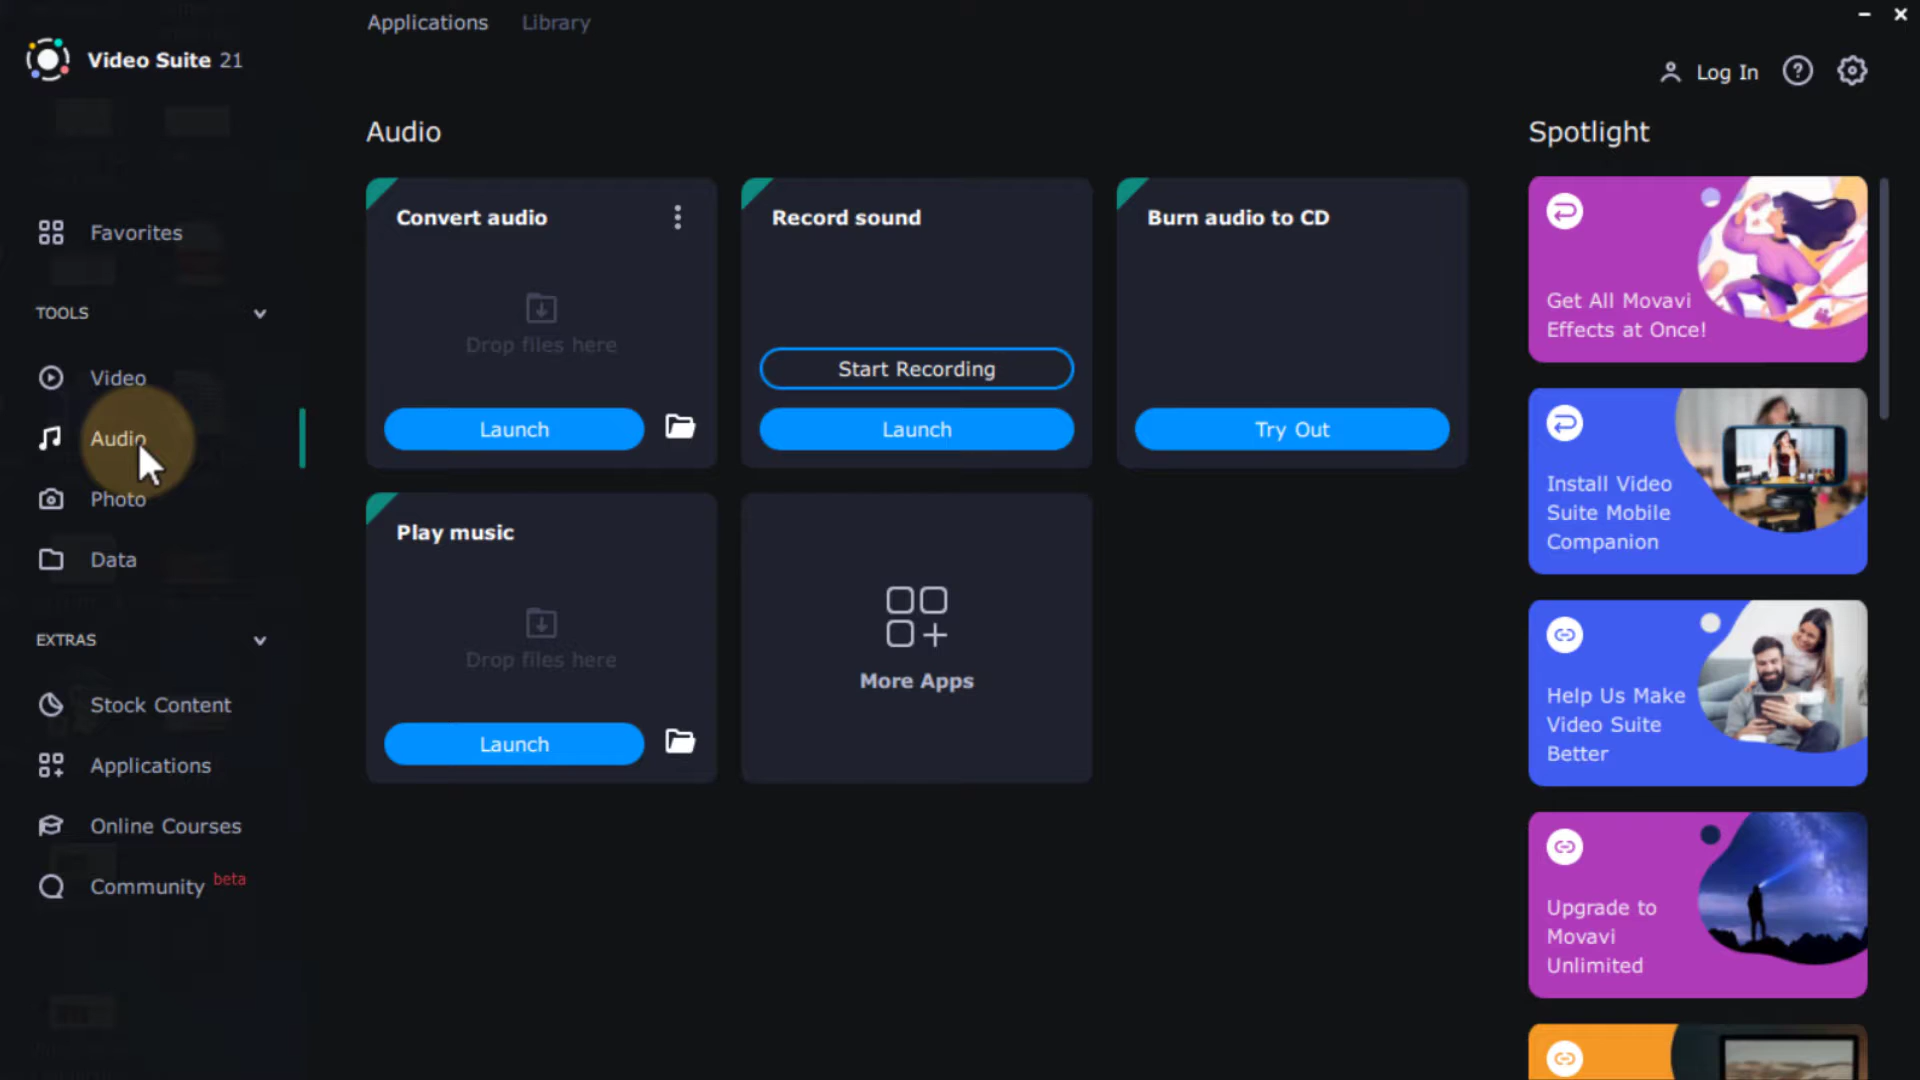 Applications Library
Video Suite 21
Log In
Favorites
TOOLS
Video
Audio
Photo
Data
EXTRAS
Stock Content
Applications
Online Courses
Community beta
Audio
Convert audio
Drop files here
Launch
Record sound
Start Recording
Launch
Burn audio to CD
Try Out
Play music
Drop files here
Launch
More Apps
Spotlight
Get All Movavi
Effects at Once!
Install Video
Suite Mobile
Companion
Help Us Make
Video Suite
Better
Upgrade to
Movavi
Unlimited